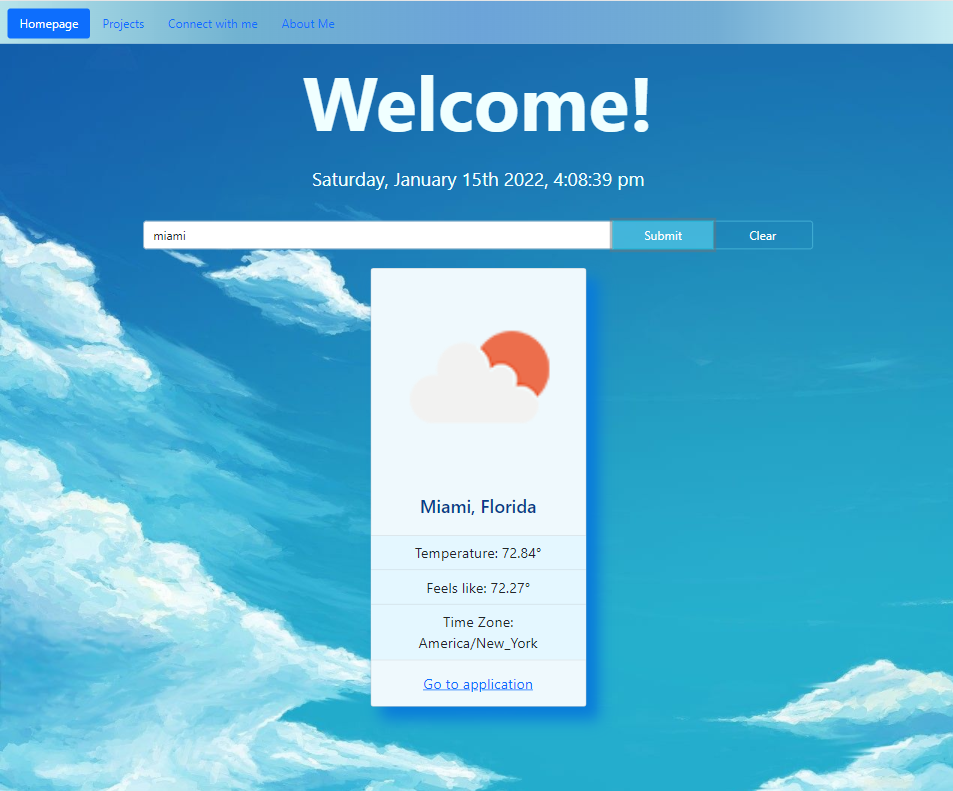 Homepage Projects Connect with me About Me
Welcome!
Saturday, January 15th 2022, 4:08:39 pm
miami Submit Clear
Miami, Florida
Temperature: 72.84°
Feels like: 72.27°
Time Zone:
America/New_York
Go to application